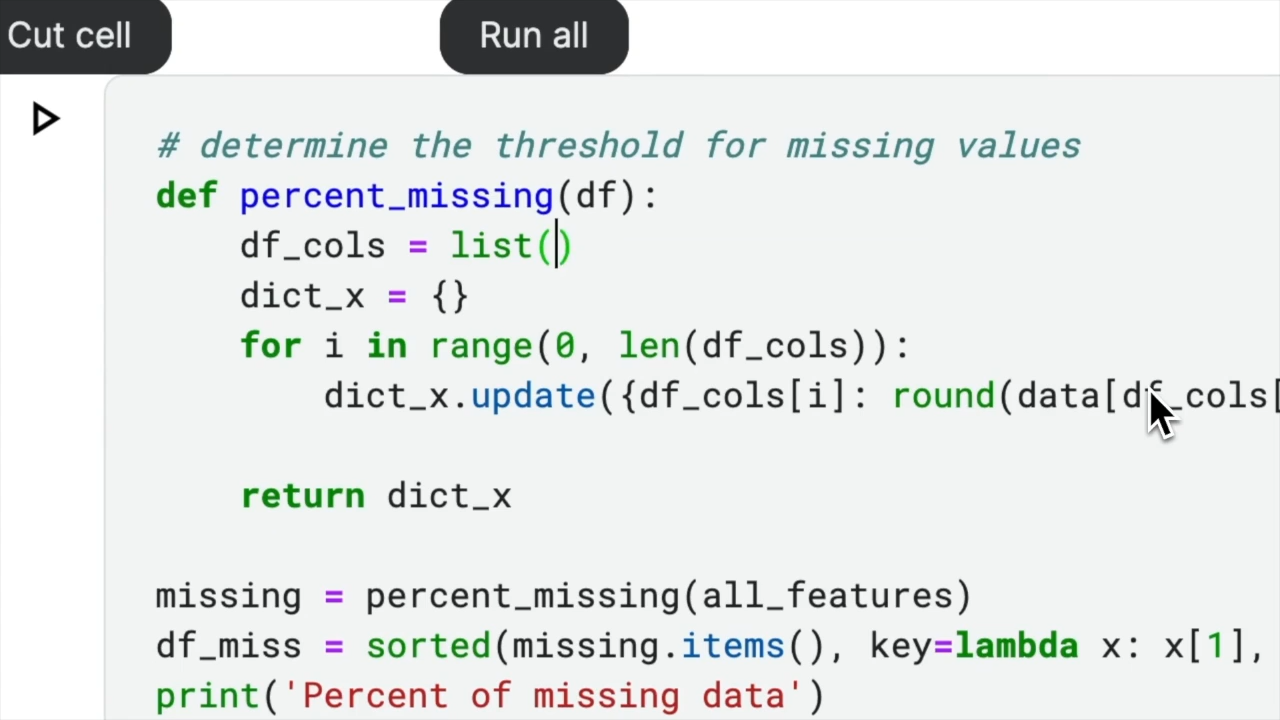 Cut cell
Run all
# determine the threshold for missing values
def percent_missing(df):
    df_cols = list()
    dict_x = {}
    for i in range(0, len(df_cols)):
        dict_x.update({df_cols[i]: round(data[df_cols[
    return dict_x
missing = percent_missing(all_features)
df_miss = sorted(missing.items(), key=lambda x: x[1],
print('Percent of missing data')